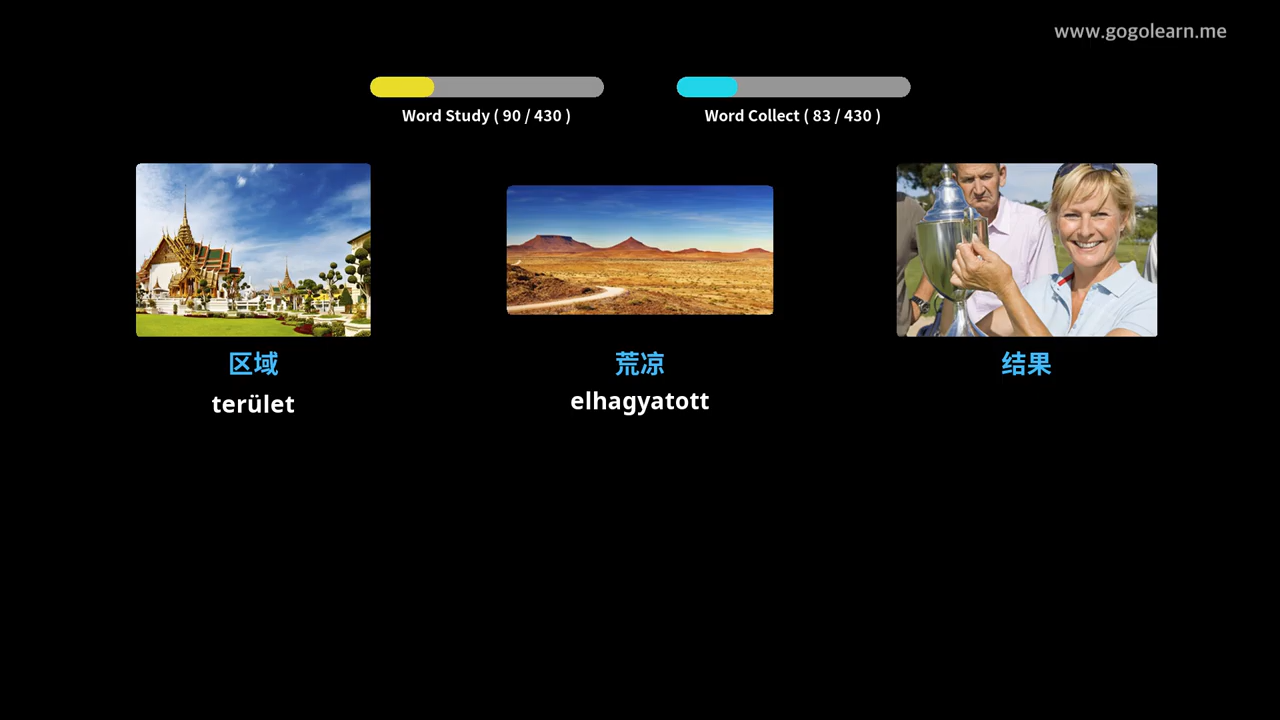 www.gogolearn.me
Word Study ( 90 / 430 )
Word Collect ( 83 / 430 )
区域
荒凉
结果
terület
elhagyatott